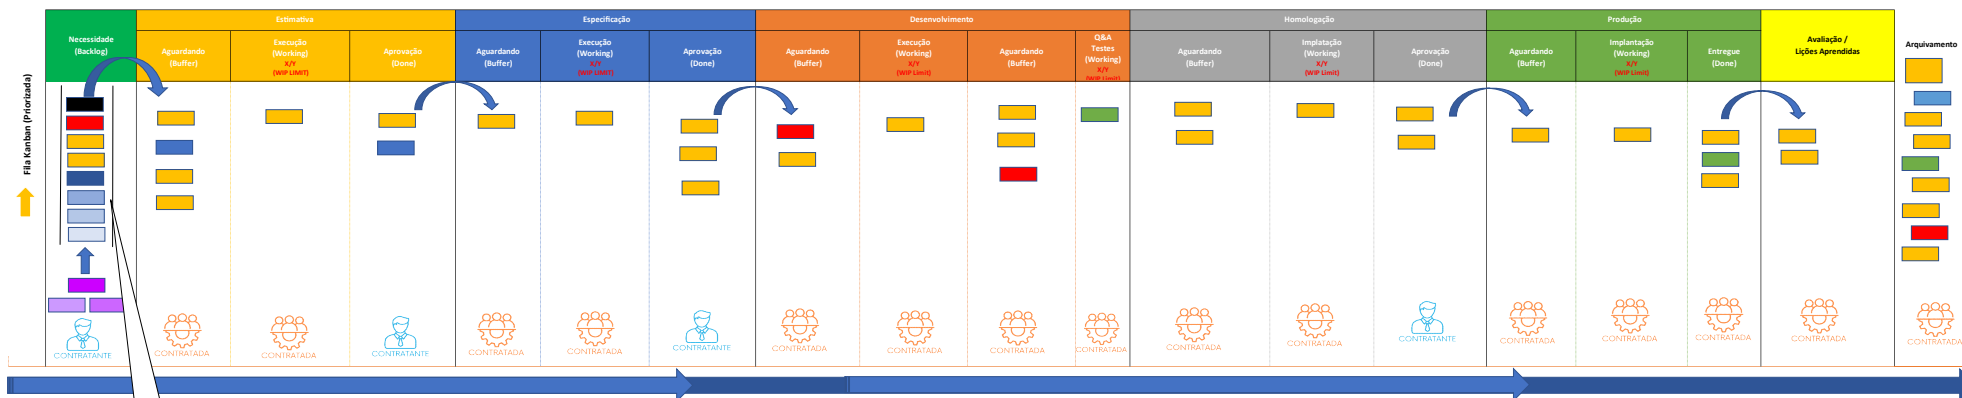 Fila Kanban (Priorizada)
Necessidade
(Backlog)
Estimativa
Aguardando
(Buffer)
Execução
(Working)
X/Y
(WIP LIMIT)
Aprovação
(Done)
Especificação
Aguardando
(Buffer)
Execução
(Working)
X/Y
(WIP LIMIT)
Aprovação
(Done)
Desenvolvimento
Aguardando
(Buffer)
Execução
(Working)
X/Y
(WIP Limit)
Aguardando
(Buffer)
Q&A
Testes
(Working)
X/Y
(WIP Limit)
Homologação
Aguardando
(Buffer)
Implatação
(Working)
X/Y
(WIP Limit)
Aprovação
(Done)
Produção
Aguardando
(Buffer)
Implantação
(Working)
X/Y
(WIP Limit)
Entregue
(Done)
Avaliação /
Lições Aprendidas
Arquivamento
CONTRATANTE
CONTRATADA
CONTRATADA
CONTRATANTE
CONTRATADA
CONTRATADA
CONTRATANTE
CONTRATADA
CONTRATADA
CONTRATADA
CONTRATADA
CONTRATADA
CONTRATADA
CONTRATANTE
CONTRATADA
CONTRATADA
CONTRATADA
CONTRATADA
CONTRATADA